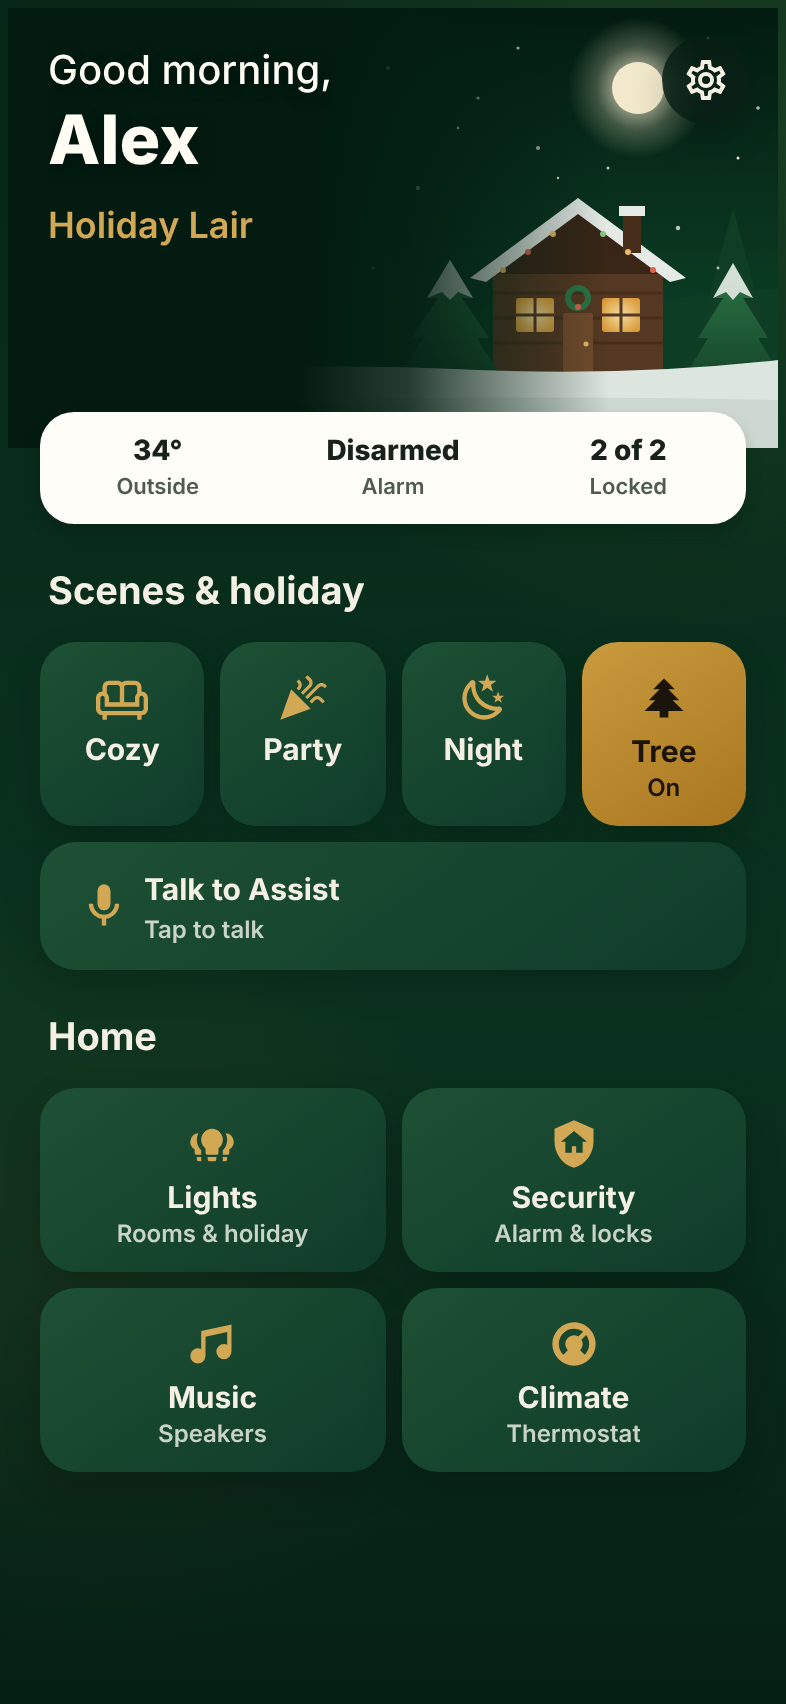 Good morning,
Alex
Holiday Lair
34°
Outside
Disarmed
Alarm
2 of 2
Locked
Scenes & holiday
Cozy
Party
Night
Tree
On
Talk to Assist
Tap to talk
Home
Lights
Rooms & holiday
Security
Alarm & locks
Music
Speakers
Climate
Thermostat